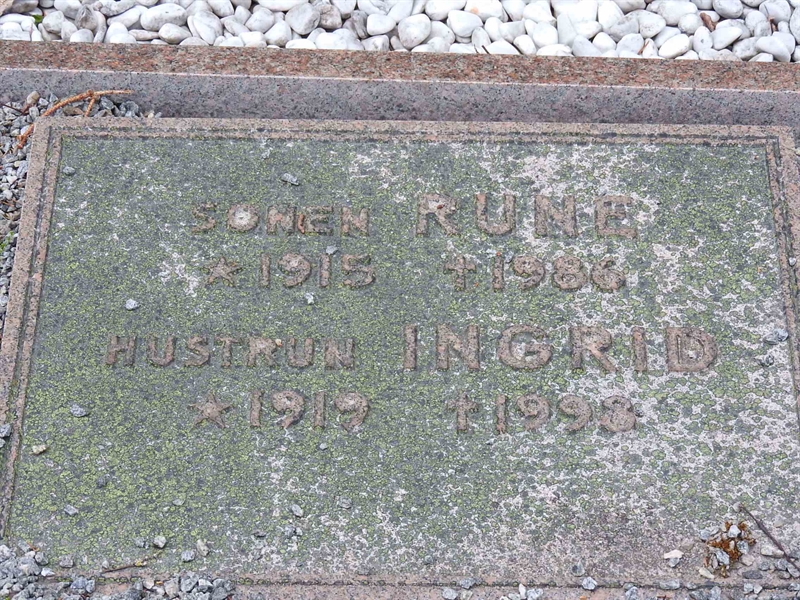 SONEN RUNE
★ 1915 ✝ 1986
HUSTRUN INGRID
★ 1919 ✝ 1998